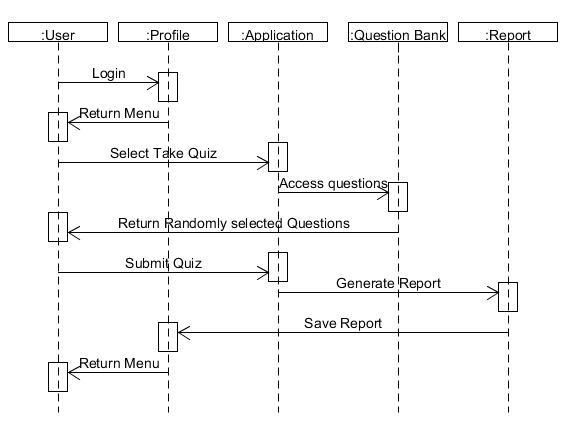 :User :Profile :Application :Question Bank :Report
Login
Return Menu
Select Take Quiz
Access questions
Return Randomly selected Questions
Submit Quiz
Generate Report
Save Report
Return Menu